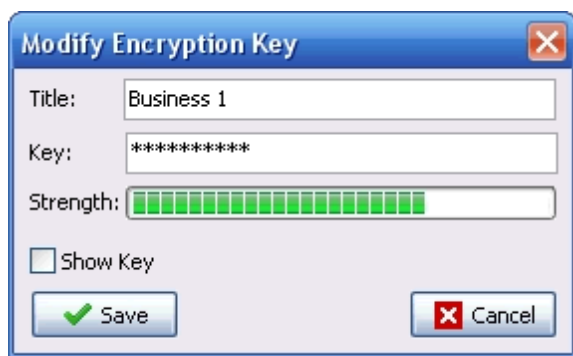 Modify Encryption Key
Title: Business 1
Key: **********
Strength:
Show Key
Save Cancel